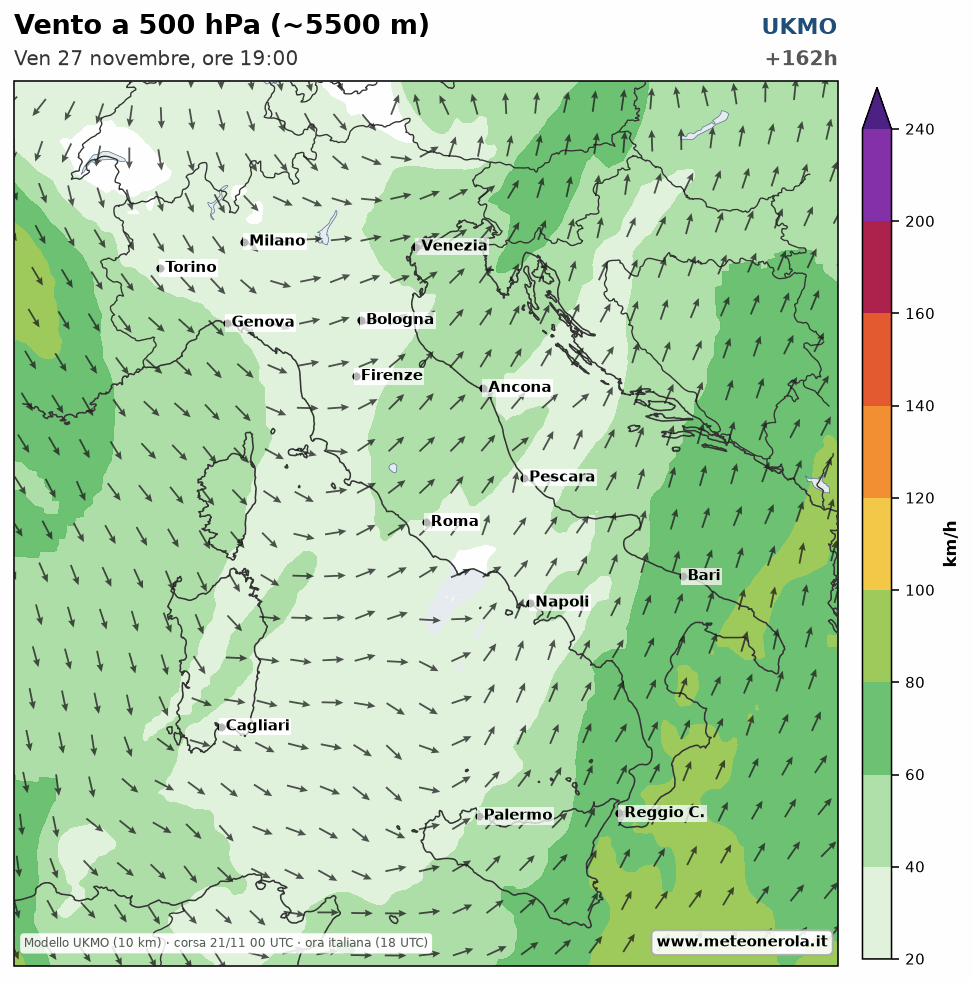 Vento a 500 hPa (~5500 m)
UKMO
Ven 27 novembre, ore 19:00
+162h
240
220
200
160
140
120
100
80
60
40
20
km/h
Milano
Venezia
Torino
Genova
Bologna
Firenze
Ancona
Pescara
Roma
Bari
Napoli
Cagliari
Palermo
Reggio C.
Modello UKMO (10 km) · corsa 21/11 00 UTC · ora italiana (18 UTC)
www.meteonerola.it